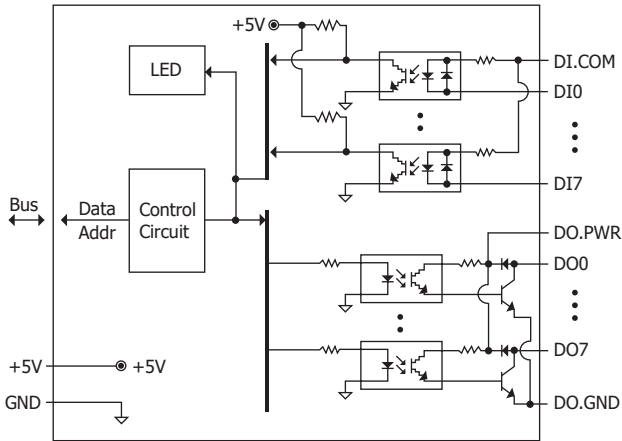 +5V
LED
DI.COM
DI0
DI7
Bus
Data
Addr
Control
Circuit
DO.PWR
DO0
DO7
+5V
+5V
GND
DO.GND